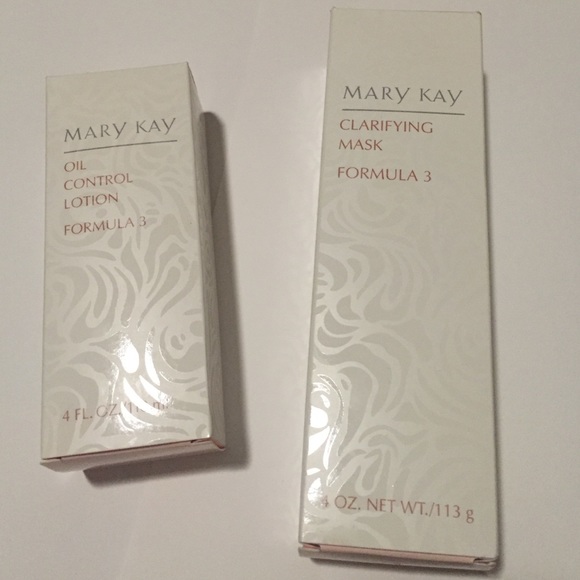 MARY KAY
OIL
CONTROL
LOTION
FORMULA 3
4 FL. OZ.
MARY KAY
CLARIFYING
MASK
FORMULA 3
4 OZ. NET WT./113 g